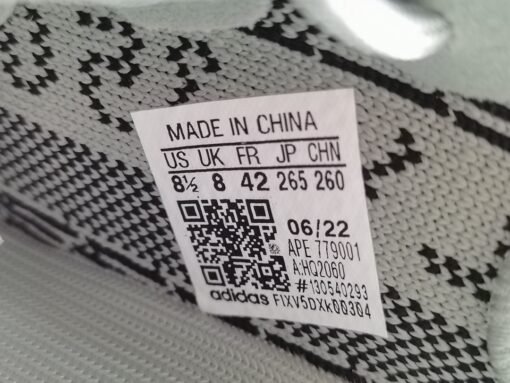 MADE IN CHINA
US UK FR JP CHN
8½ 8 42 265 260
06/22
APE 779001
A:HQ2060
#130540293
adidas FIXV5DXK00304